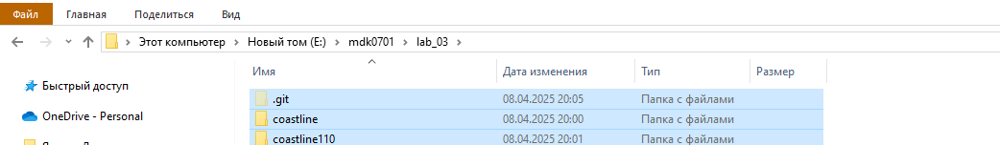 Файл Главная Поделиться Вид
Этот компьютер Новый том (E:) mdk0701 lab_03
Имя Дата изменения Тип Размер
Быстрый доступ
.git 08.04.2025 20:05 Папка с файлами
OneDrive - Personal
coastline 08.04.2025 20:00 Папка с файлами
coastline110 08.04.2025 20:01 Папка с файлами